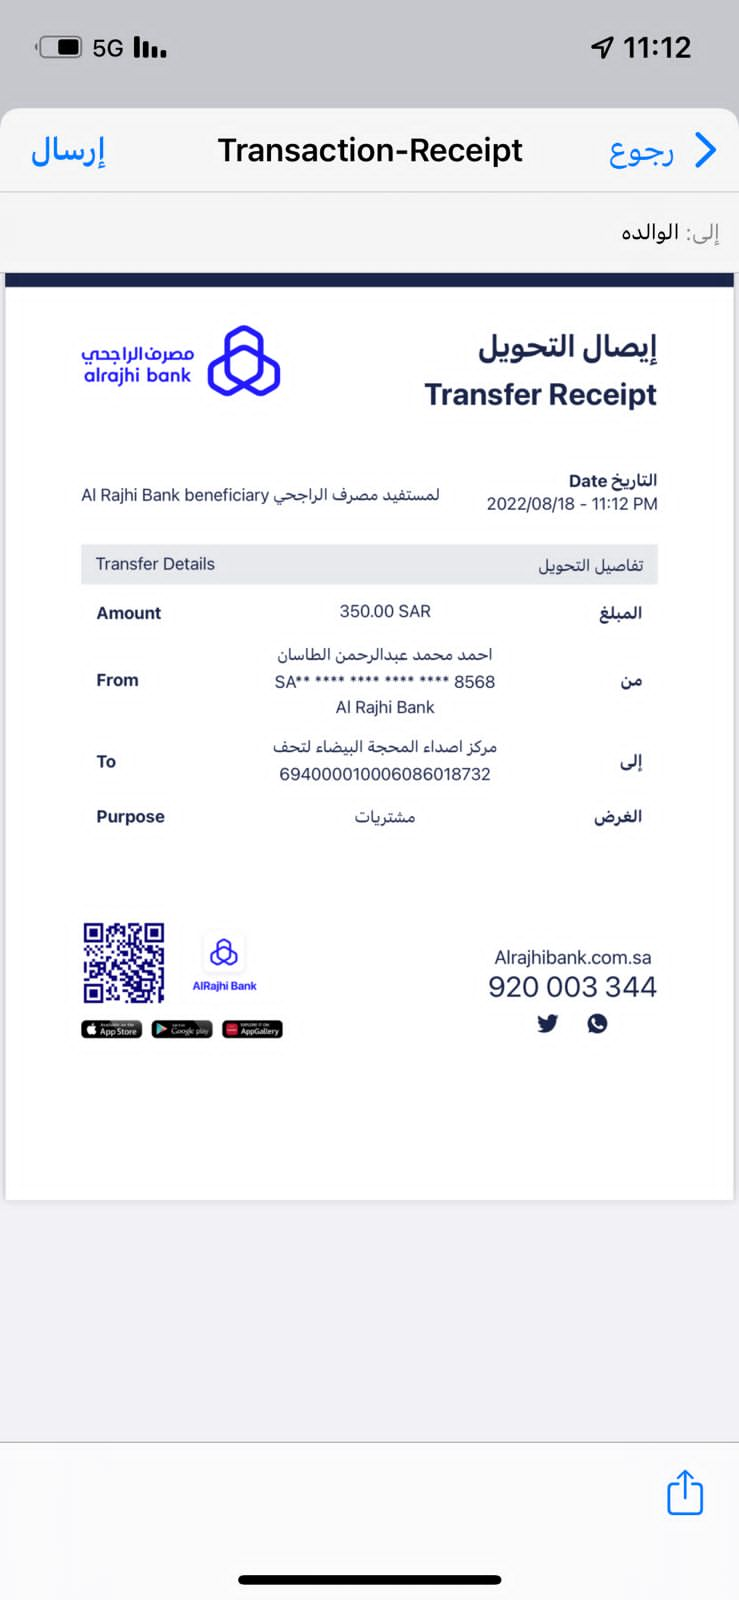 5G
11:12
إرسال
Transaction-Receipt
رجوع
إلى: الوالده
مصرف الراجحي
alrajhi bank
إيصال التحويل
Transfer Receipt
التاريخ Date
2022/08/18 - 11:12 PM
Al Rajhi Bank beneficiary لمستفيد مصرف الراجحي
Transfer Details تفاصيل التحويل
Amount 350.00 SAR المبلغ
احمد محمد عبدالرحمن الطاسان
From SA** **** **** **** **** 8568 من
Al Rajhi Bank
مركز اصداء المحجة البيضاء لتحف
To 694000010006086018732 إلى
Purpose مشتريات الغرض
AlRajhi Bank
Alrajhibank.com.sa
920 003 344
App Store
Google play
AppGallery